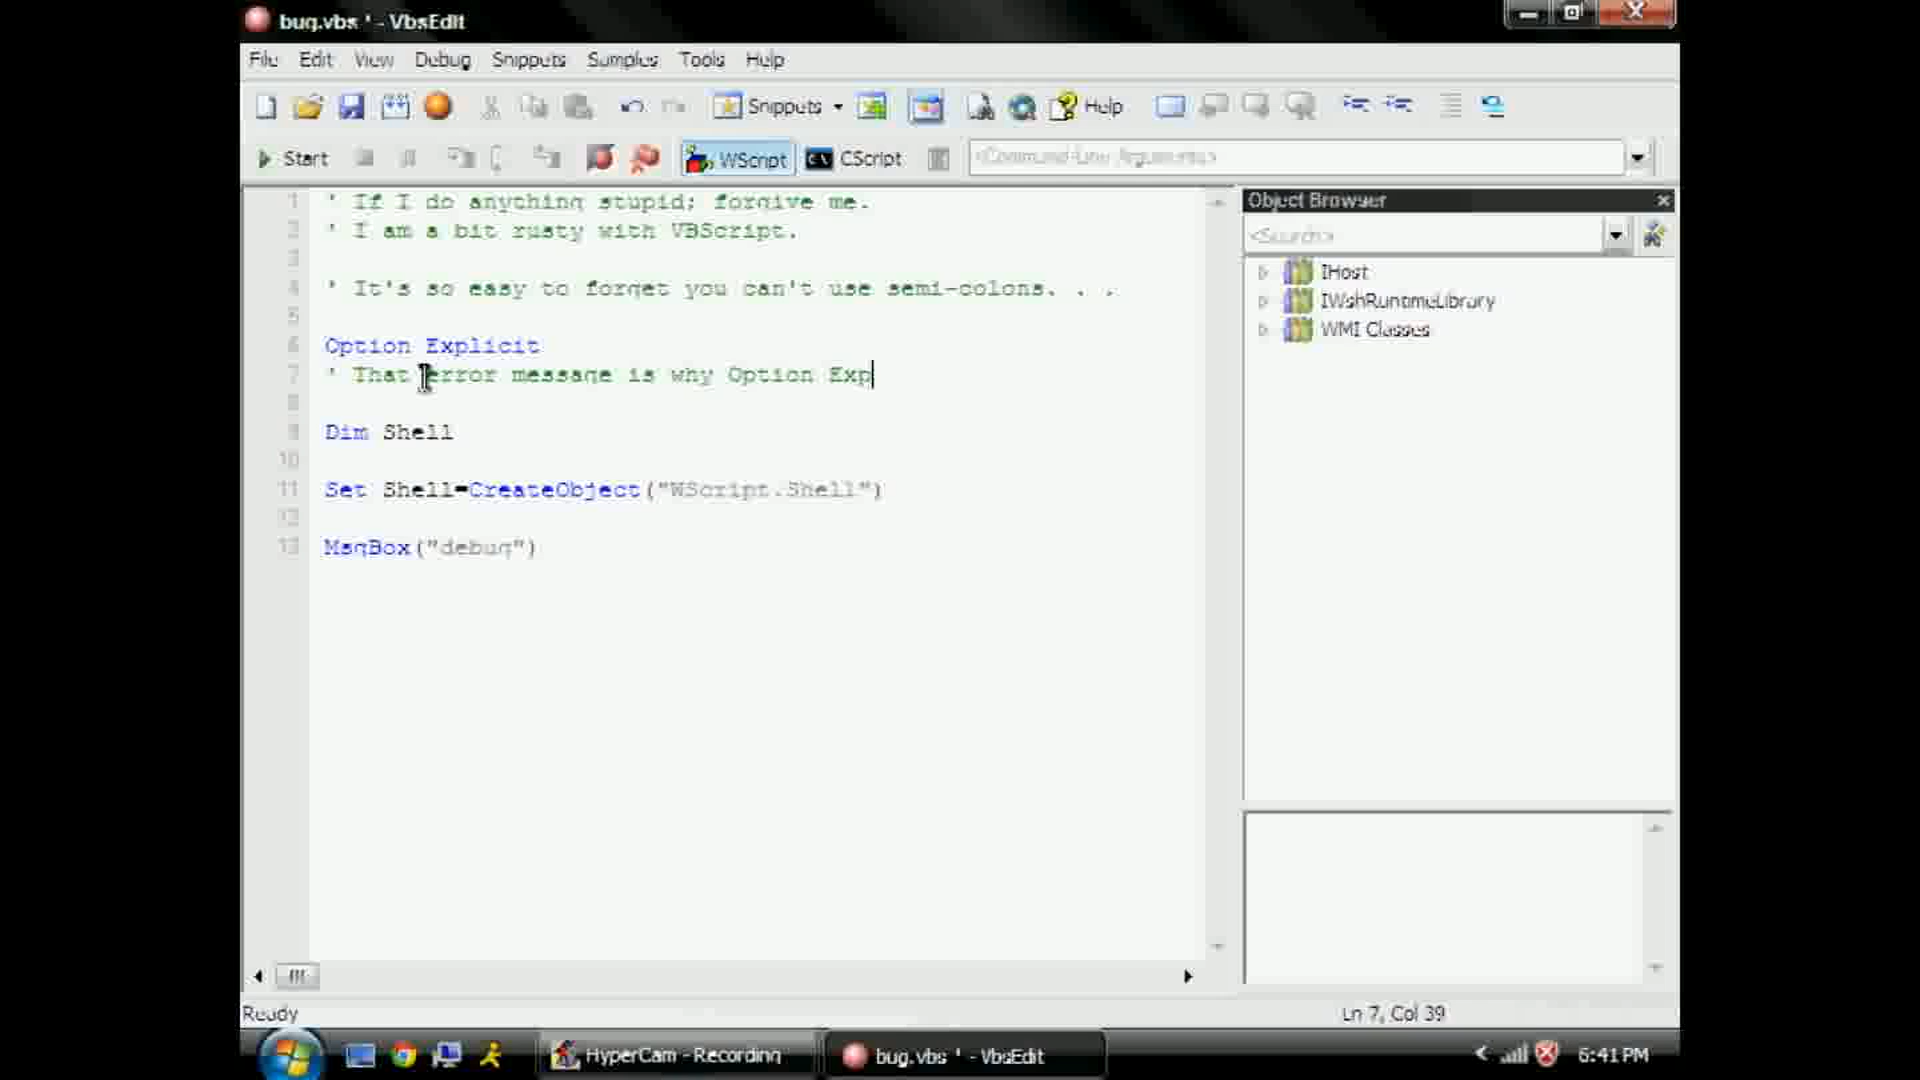 bug.vbs * - VbsEdit
File Edit View Debug Snippets Samples Tools Help
Snippets Help
Start WScript CScript <Command-Line Arguments>
1 ' If I do anything stupid; forgive me.
2 ' I am a bit rusty with VBScript.
3
4 ' It's so easy to forget you can't use semi-colons. . .
5
6 Option Explicit
7 ' That error message is why Option Exp
8
9 Dim Shell
10
11 Set Shell=CreateObject("WScript.Shell")
12
13 MsgBox("debug")
Object Browser
<Search>
IHost
IWshRuntimeLibrary
WMI Classes
Ready Ln 7, Col 39
HyperCam - Recording bug.vbs * - VbsEdit 6:41 PM